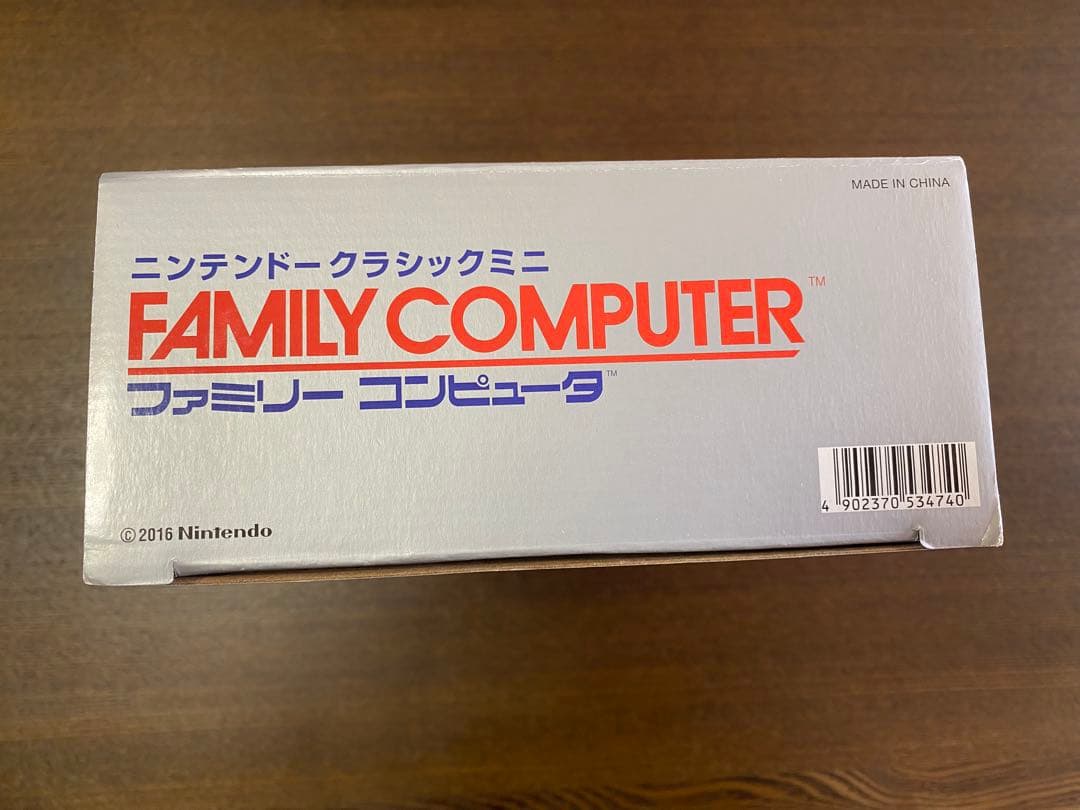 MADE IN CHINA
ニンテンドークラシックミニ
FAMILY COMPUTER™
ファミリー コンピュータ™
4 902370 534740
© 2016 Nintendo